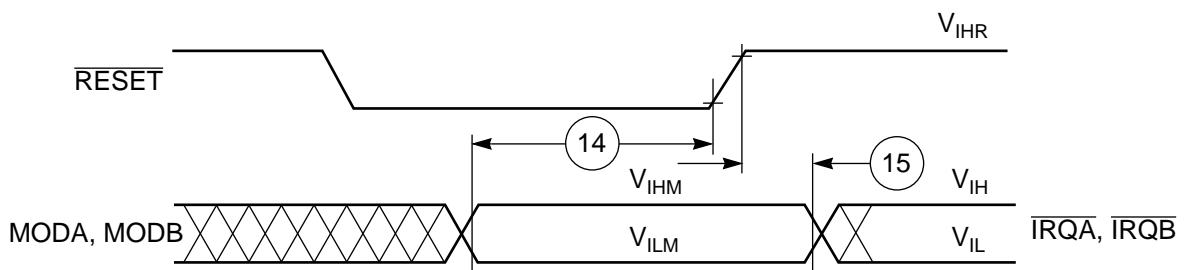 V_IHR
RESET
14
15
V_IHM
V_IH
MODA, MODB
V_ILM
V_IL
IRQA, IRQB